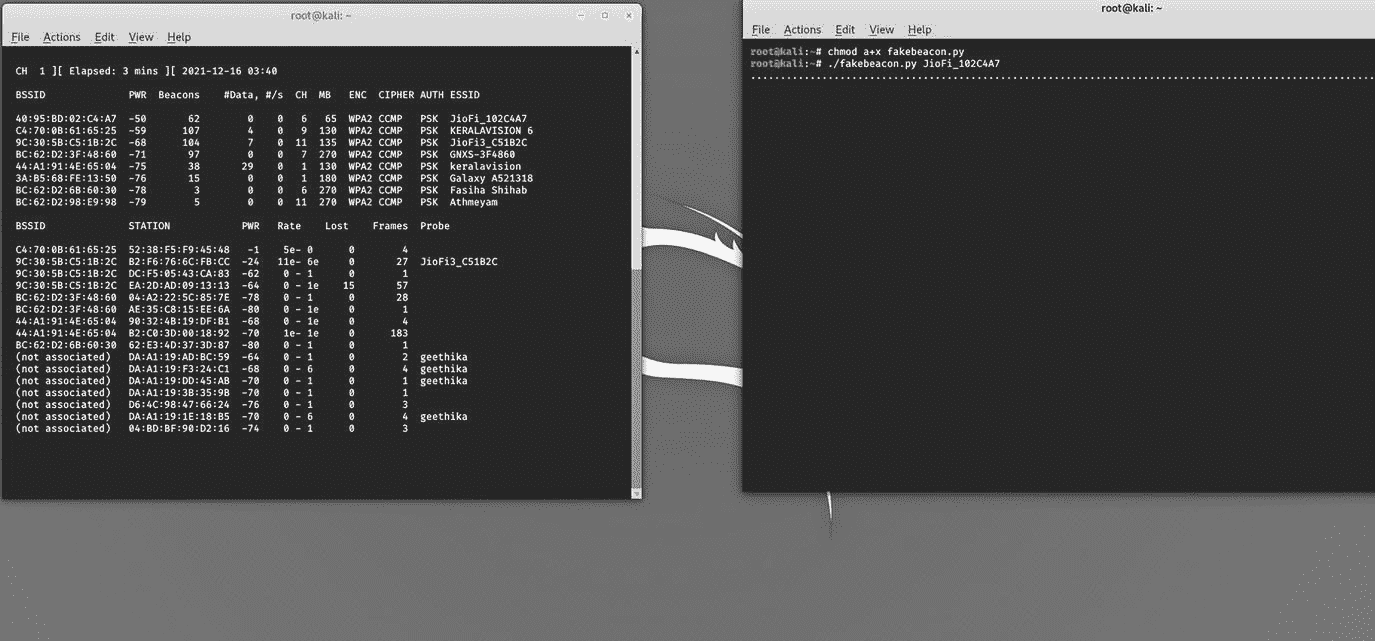 root@kali: ~
File Actions Edit View Help
CH 1 ][ Elapsed: 3 mins ][ 2021-12-16 03:40
BSSID PWR Beacons #Data, #/s CH MB ENC CIPHER AUTH ESSID
40:95:BD:02:C4:A7 -50 62 0 0 6 65 WPA2 CCMP PSK JioFi_102C4A7
C4:70:0B:61:65:25 -59 107 4 0 9 130 WPA2 CCMP PSK KERALAVISION 6
9C:30:5B:C5:1B:2C -68 104 7 0 11 135 WPA2 CCMP PSK JioFi3_C51B2C
BC:62:D2:3F:48:60 -71 97 0 0 7 270 WPA2 CCMP PSK GNXS-3F4860
44:A1:91:4E:65:04 -75 38 29 0 1 130 WPA2 CCMP PSK keralavision
3A:B5:68:FE:13:50 -76 15 0 0 1 180 WPA2 CCMP PSK Galaxy A521318
BC:62:D2:6B:60:30 -78 3 0 0 6 270 WPA2 CCMP PSK Fasiha Shihab
BC:62:D2:98:E9:98 -79 5 0 0 11 270 WPA2 CCMP PSK Athmeyam
BSSID STATION PWR Rate Lost Frames Probe
C4:70:0B:61:65:25 52:38:F5:F9:45:48 -1 5e- 0 0 4
9C:30:5B:C5:1B:2C B2:F6:76:6C:FB:CC -24 11e- 6e 0 27 JioFi3_C51B2C
9C:30:5B:C5:1B:2C DC:F5:05:43:CA:83 -62 0 - 1 0 1
9C:30:5B:C5:1B:2C EA:2D:AD:09:13:13 -64 0 - 1e 15 57
BC:62:D2:3F:48:60 04:A2:22:5C:85:7E -78 0 - 1 0 28
BC:62:D2:3F:48:60 AE:35:C8:15:EE:6A -80 0 - 1e 0 1
44:A1:91:4E:65:04 90:32:4B:19:DF:B1 -68 0 - 1e 0 4
44:A1:91:4E:65:04 B2:C0:3D:00:18:92 -70 1e- 1e 0 183
BC:62:D2:6B:60:30 62:E3:4D:37:3D:87 -80 0 - 1 0 1
(not associated) DA:A1:19:AD:BC:59 -64 0 - 1 0 2 geethika
(not associated) DA:A1:19:F3:24:C1 -68 0 - 6 0 4 geethika
(not associated) DA:A1:19:DD:45:AB -70 0 - 1 0 1 geethika
(not associated) DA:A1:19:3B:35:9B -70 0 - 1 0 1
(not associated) D6:4C:98:47:66:24 -76 0 - 1 0 3
(not associated) DA:A1:19:1E:18:B5 -70 0 - 6 0 4 geethika
(not associated) 04:BD:BF:90:D2:16 -74 0 - 1 0 3
root@kali: ~
File Actions Edit View Help
root@kali:~# chmod a+x fakebeacon.py
root@kali:~# ./fakebeacon.py JioFi_102C4A7
........................................................................................................